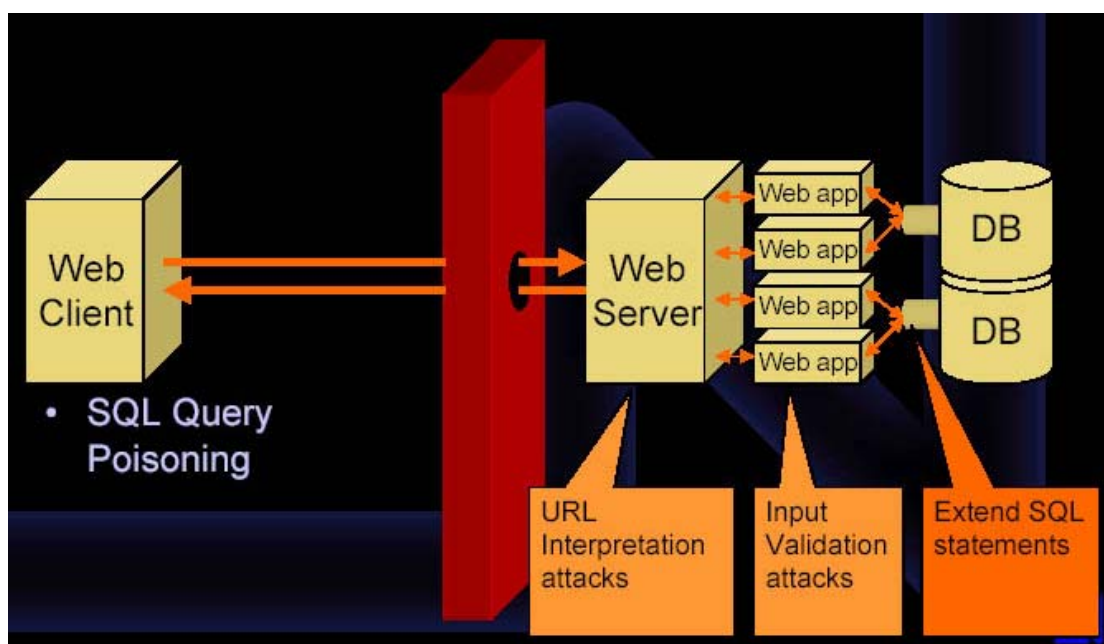 Web
Client
Web
Server
Web app
Web app
Web app
Web app
DB
DB
• SQL Query
Poisoning
URL
Interpretation
attacks
Input
Validation
attacks
Extend SQL
statements